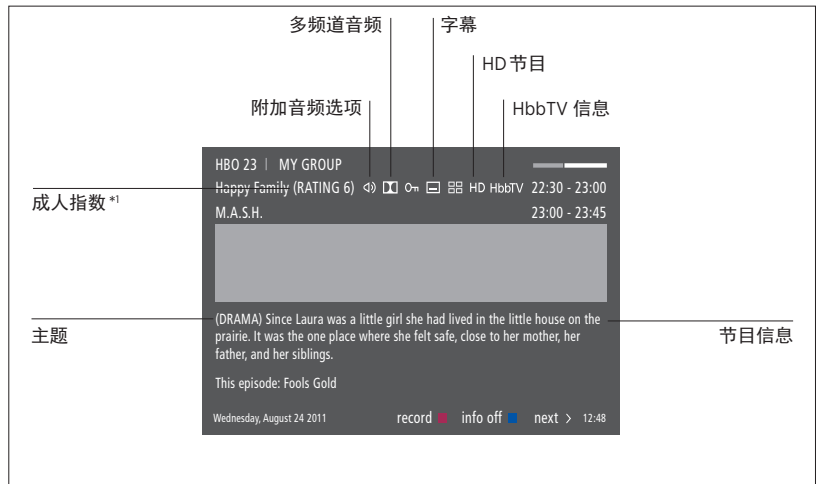 多频道音频
字幕
HD 节目
附加音频选项
HbbTV 信息
HBO 23 | MY GROUP
Happy Family (RATING 6) HD HbbTV 22:30 - 23:00
成人指数 *1
M.A.S.H. 23:00 - 23:45
(DRAMA) Since Laura was a little girl she had lived in the little house on the
主题
节目信息
prairie. It was the one place where she felt safe, close to her mother, her
father, and her siblings.
This episode: Fools Gold
Wednesday, August 24 2011 record info off next > 12:48